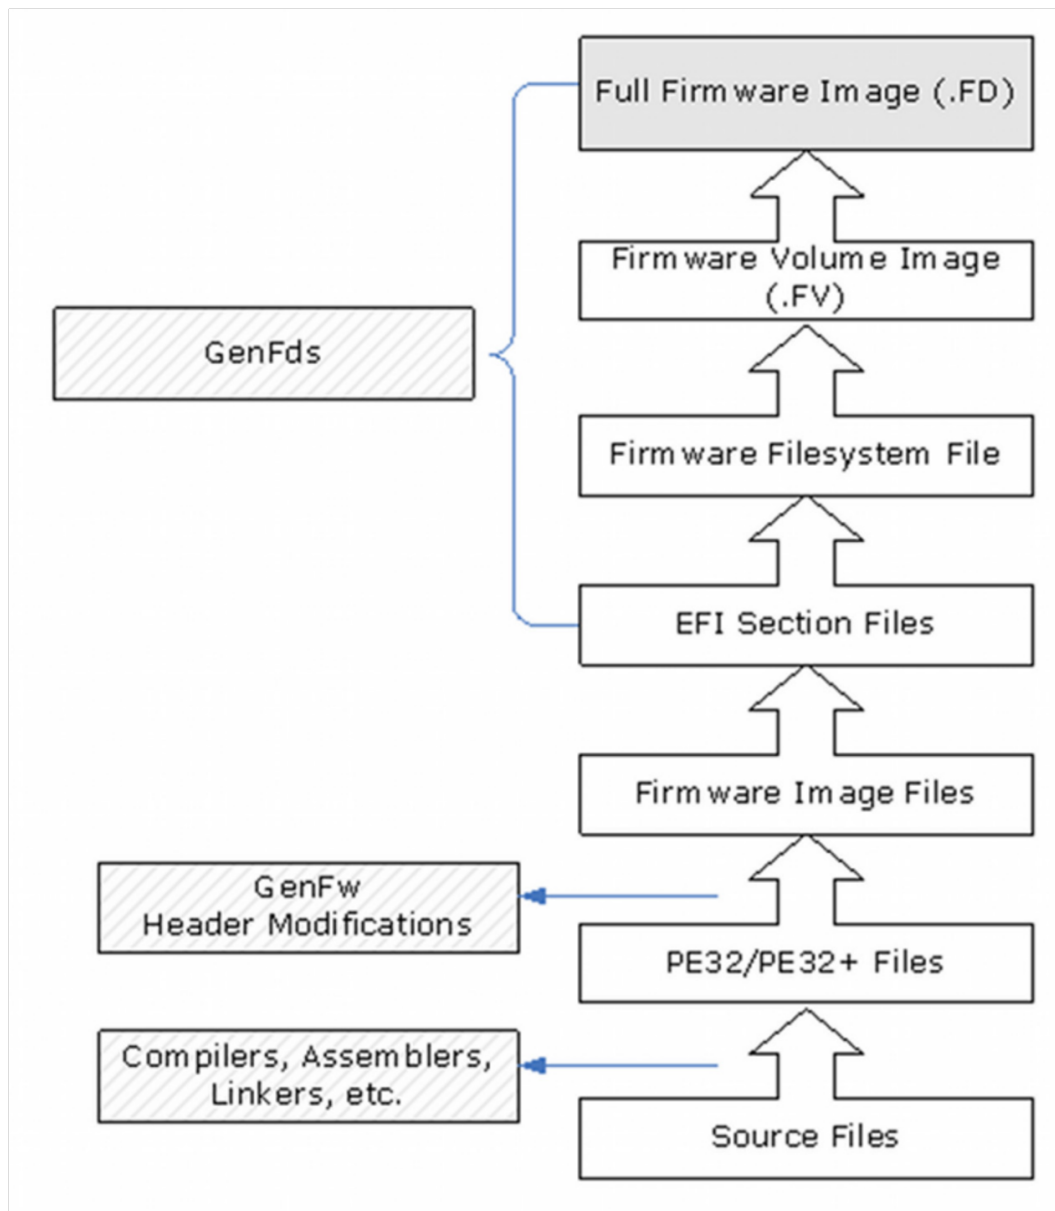 Full Firmware Image (.FD)
Firmware Volume Image
(.FV)
GenFds
Firmware Filesystem File
EFI Section Files
Firmware Image Files
GenFw
Header Modifications
PE32/PE32+ Files
Compilers, Assemblers,
Linkers, etc.
Source Files